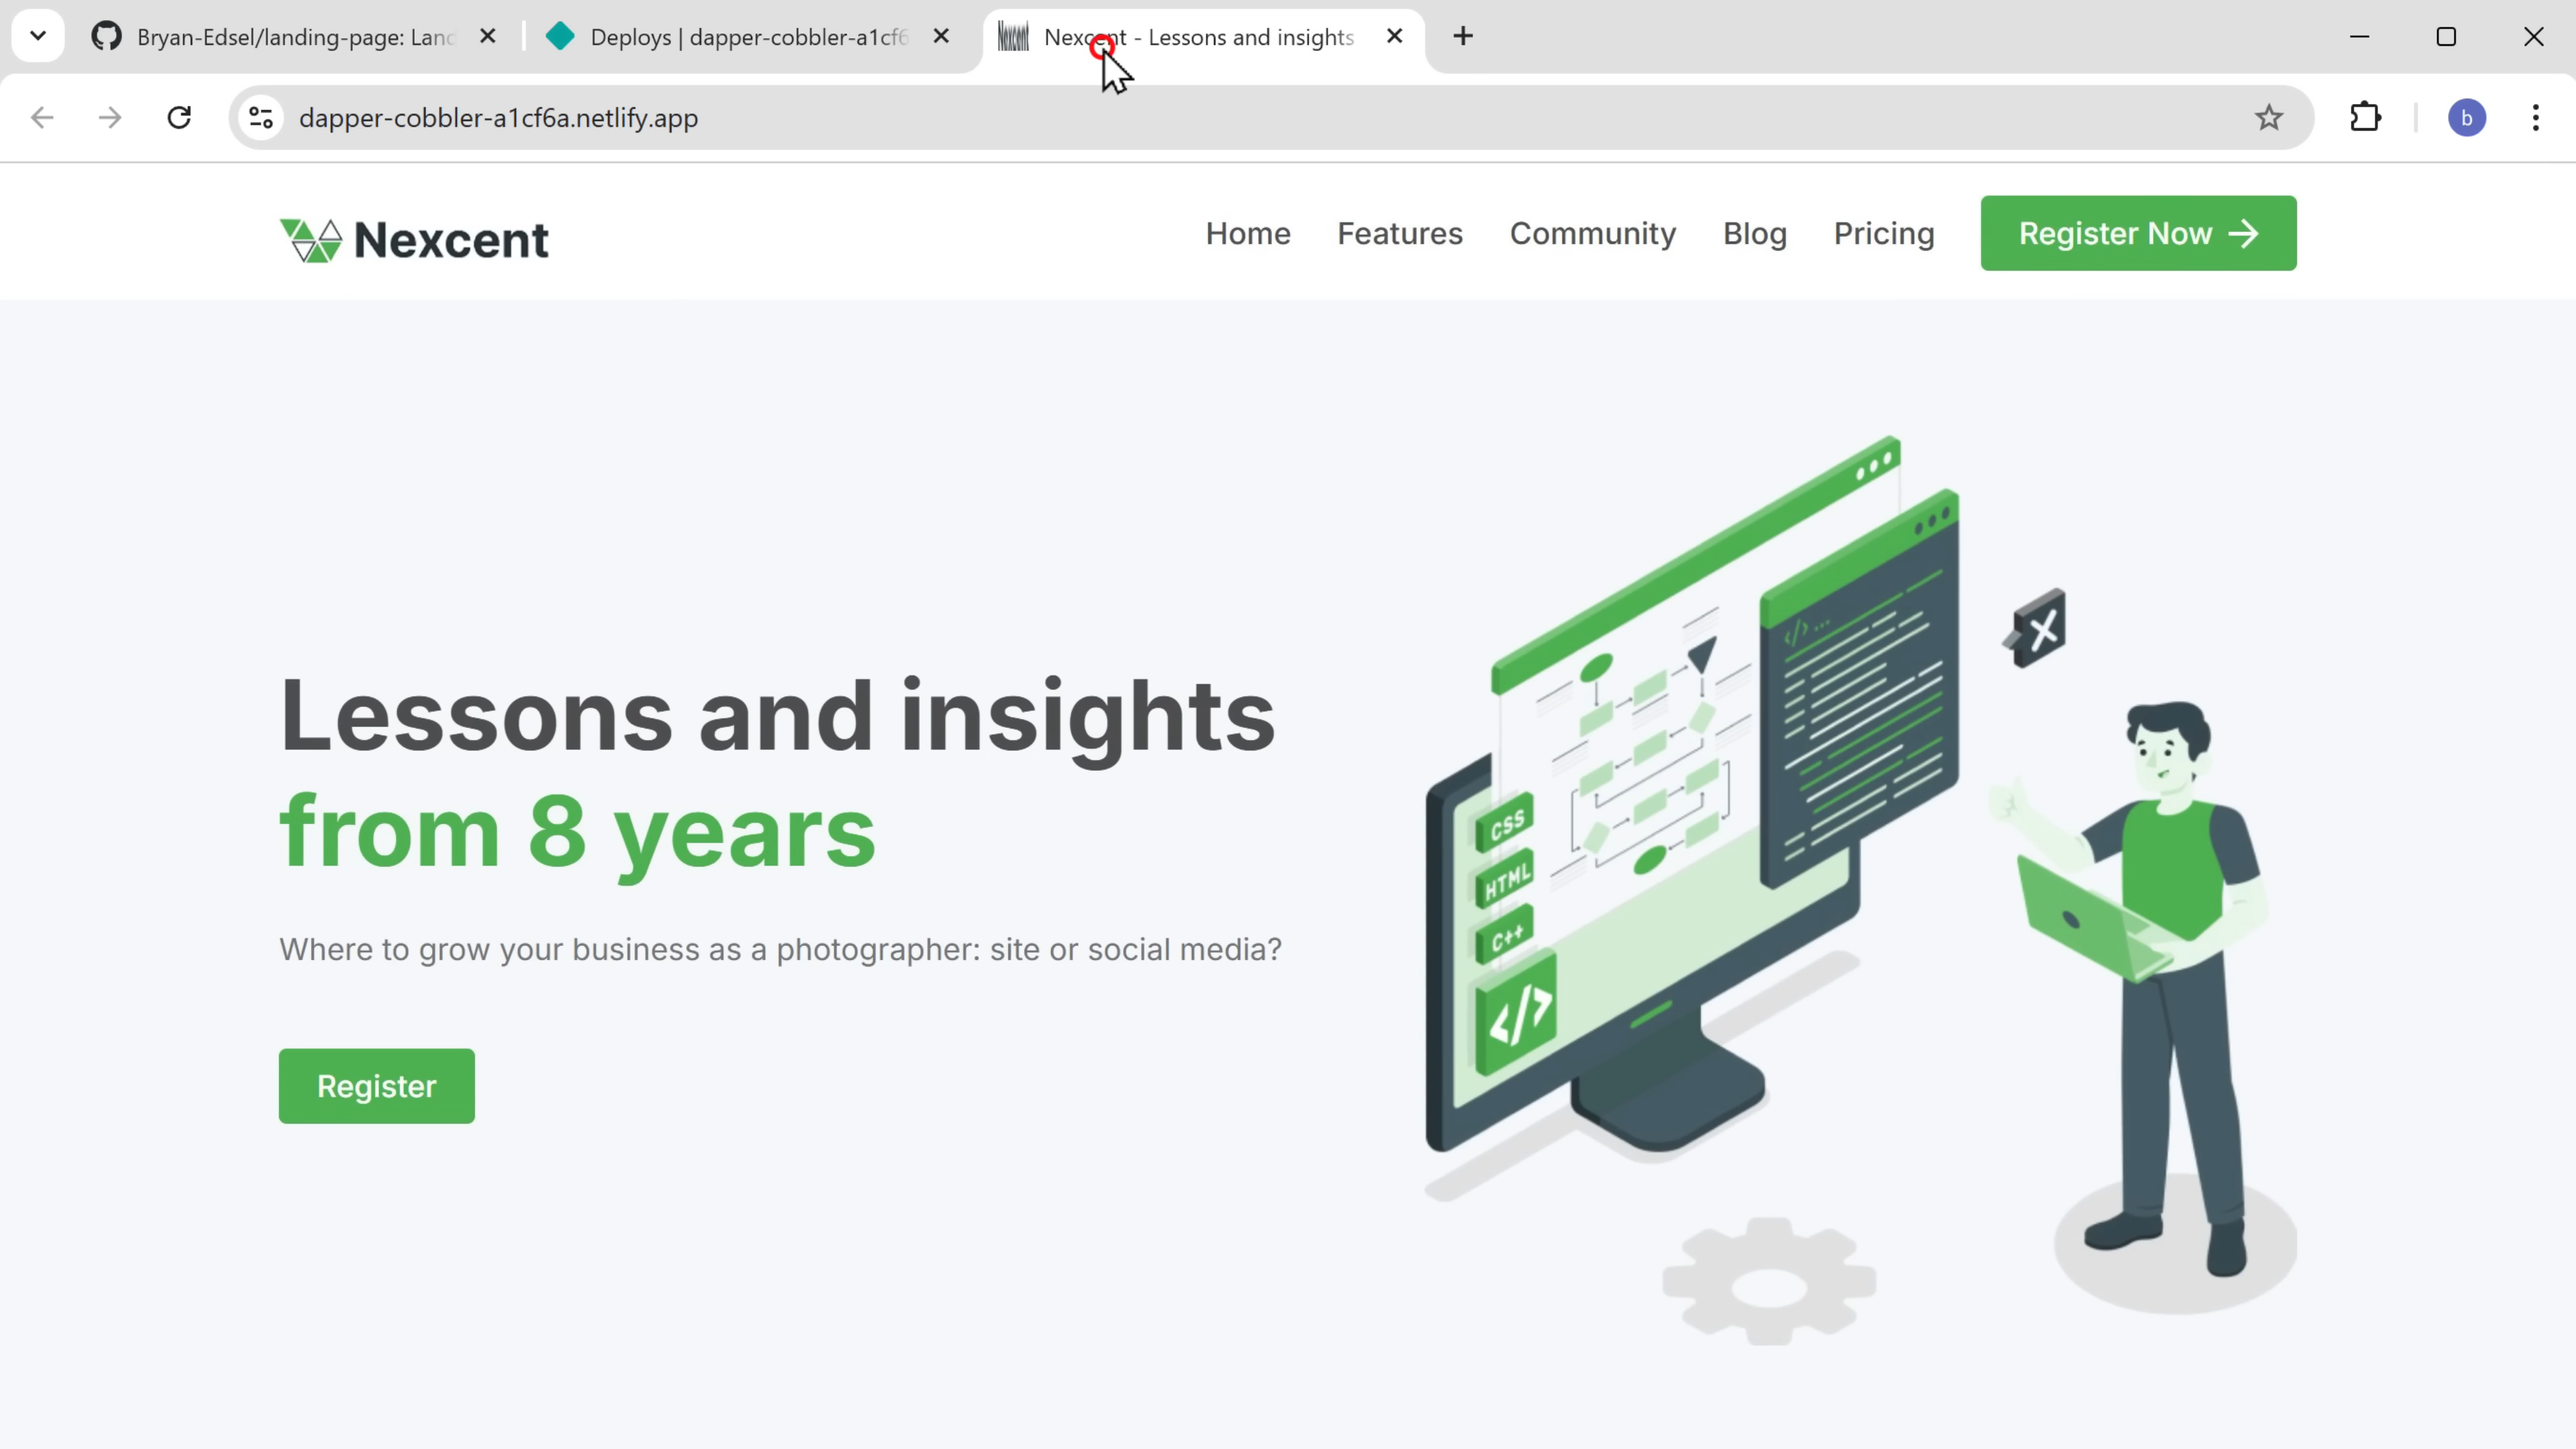 Bryan-Edsel/landing-page: Land
Deploys | dapper-cobbler-a1cf6
Nexcent
Nexcent - Lessons and insights
dapper-cobbler-a1cf6a.netlify.app
b
Nexcent
Home
Features
Community
Blog
Pricing
Register Now
Lessons and insights
from 8 years
Where to grow your business as a photographer: site or social media?
Register
</> ...
CSS
HTML
C++
</>